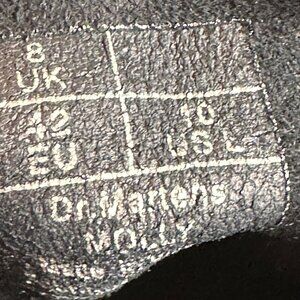 8
UK
42 10
EU US L
Dr. Martens
MOLLY